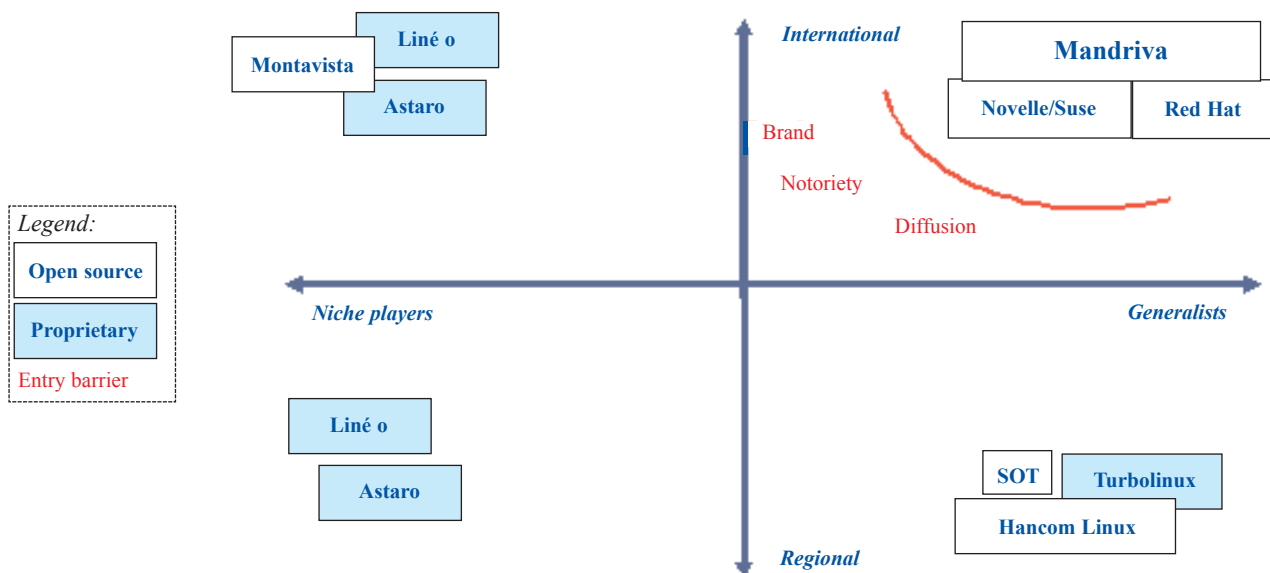 Liné o
Montavista
Astaro
International
Mandriva
Novelle/Suse
Red Hat
Brand
Notoriety
Diffusion
Legend:
Open source
Proprietary
Entry barrier
Niche players
Generalists
Liné o
Astaro
SOT
Turbolinux
Hancom Linux
Regional